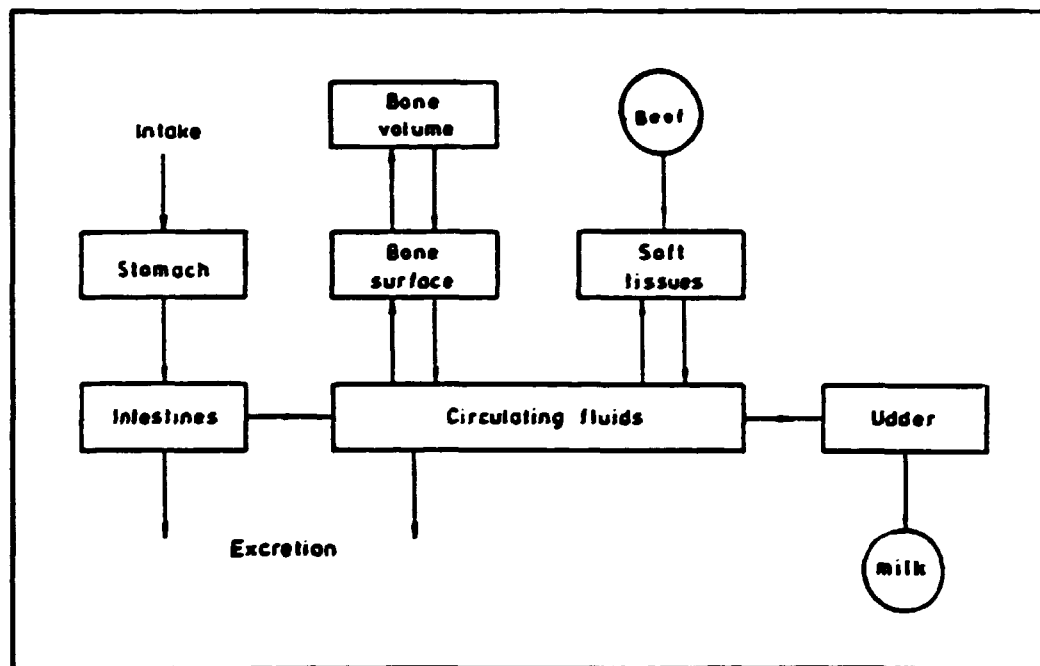 Intake
Bone
volume
Beef
Stomach
Bone
surface
Soft
tissues
Intestines
Circulating fluids
Udder
Excretion
milk